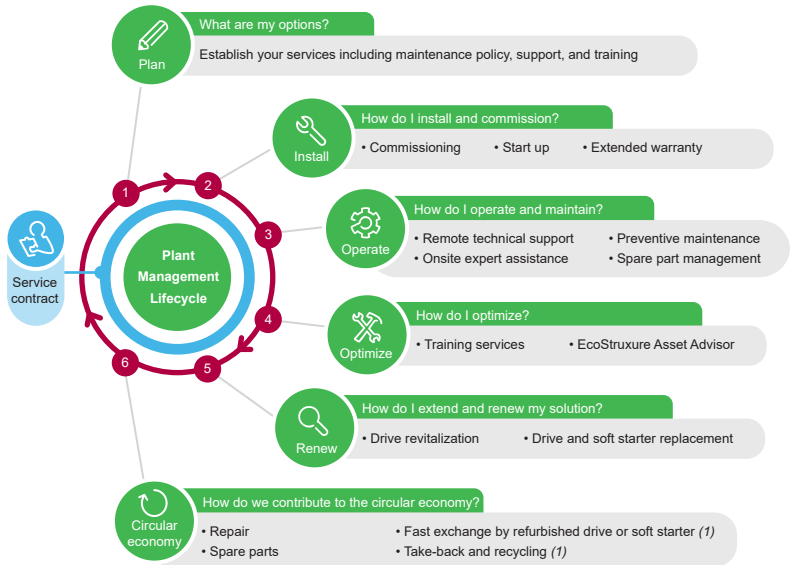 What are my options?
Plan
Establish your services including maintenance policy, support, and training
How do I install and commission?
Install
• Commissioning • Start up • Extended warranty
1
2
3
4
5
6
Plant
Management
Lifecycle
Service
contract
How do I operate and maintain?
Operate
• Remote technical support • Preventive maintenance
• Onsite expert assistance • Spare part management
How do I optimize?
Optimize
• Training services • EcoStruxure Asset Advisor
How do I extend and renew my solution?
Renew
• Drive revitalization • Drive and soft starter replacement
How do we contribute to the circular economy?
Circular
economy
• Repair • Fast exchange by refurbished drive or soft starter (1)
• Spare parts • Take-back and recycling (1)